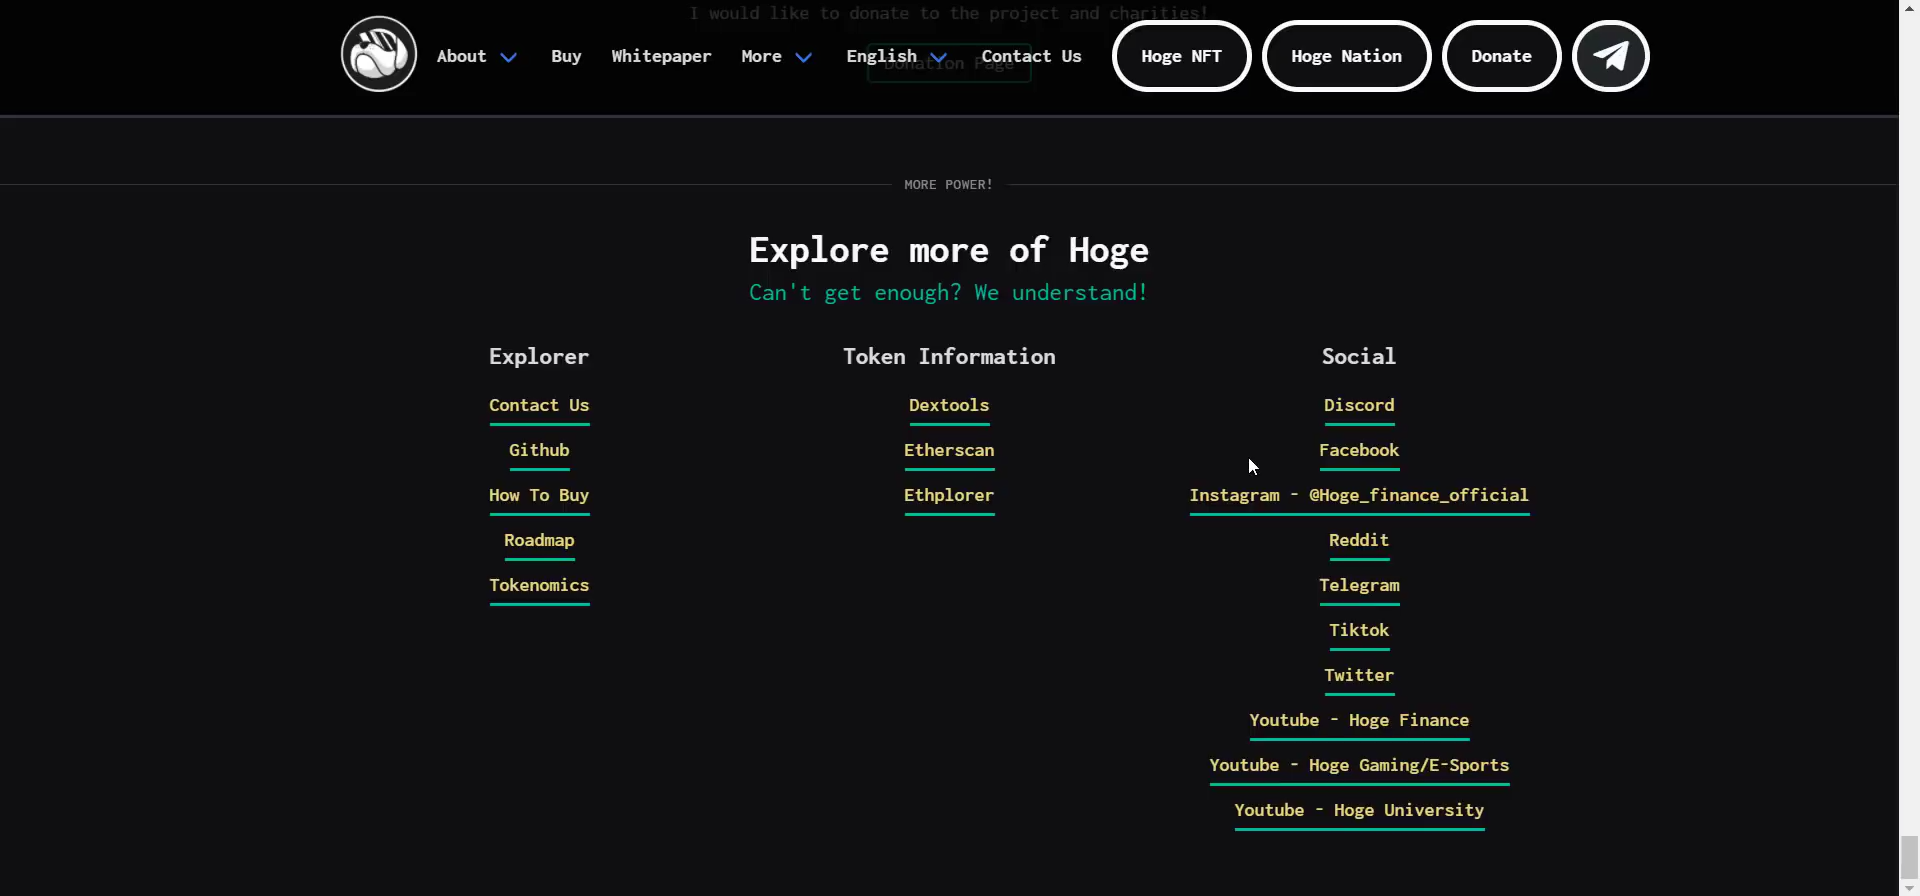 I would like to donate to the project and charities!
About Buy Whitepaper More English Contact Us Hoge NFT Hoge Nation Donate
Donation Page
MORE POWER!
Explore more of Hoge
Can't get enough? We understand!
Explorer
Contact Us
Github
How To Buy
Roadmap
Tokenomics
Token Information
Dextools
Etherscan
Ethplorer
Social
Discord
Facebook
Instagram - @Hoge_finance_official
Reddit
Telegram
Tiktok
Twitter
Youtube - Hoge Finance
Youtube - Hoge Gaming/E-Sports
Youtube - Hoge University